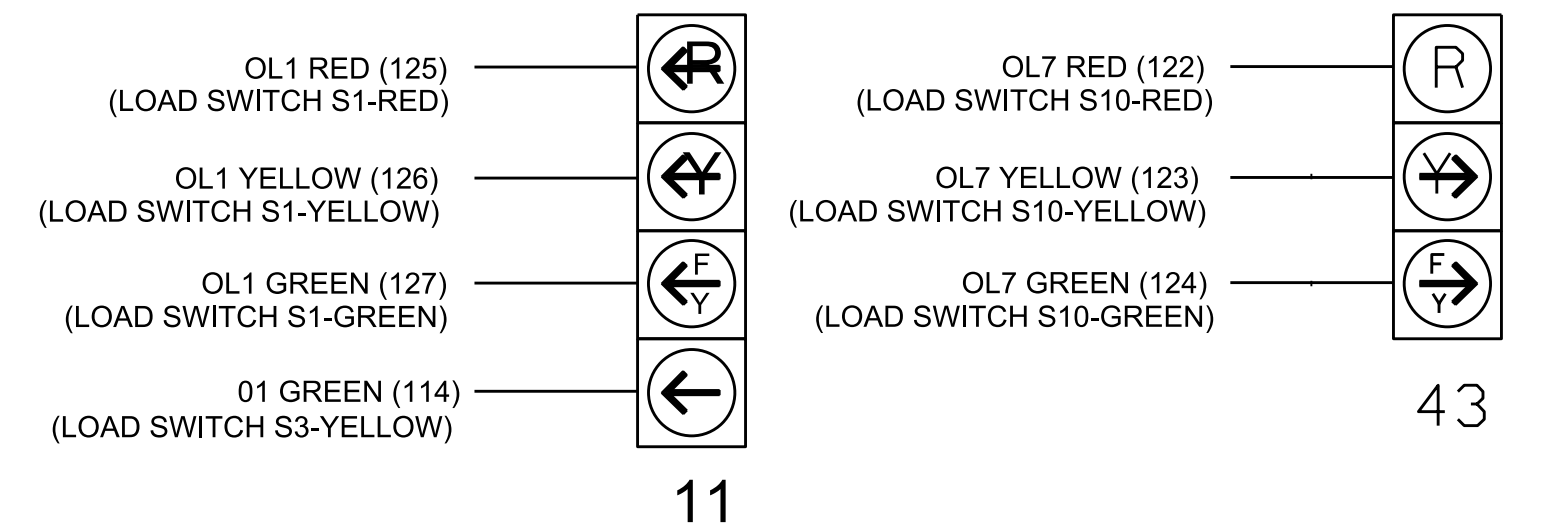 OL1 RED (125)
(LOAD SWITCH S1-RED)
R
OL1 YELLOW (126)
(LOAD SWITCH S1-YELLOW)
Y
OL1 GREEN (127)
(LOAD SWITCH S1-GREEN)
F
Y
01 GREEN (114)
(LOAD SWITCH S3-YELLOW)
11
OL7 RED (122)
(LOAD SWITCH S10-RED)
R
OL7 YELLOW (123)
(LOAD SWITCH S10-YELLOW)
Y
OL7 GREEN (124)
(LOAD SWITCH S10-GREEN)
F
Y
43